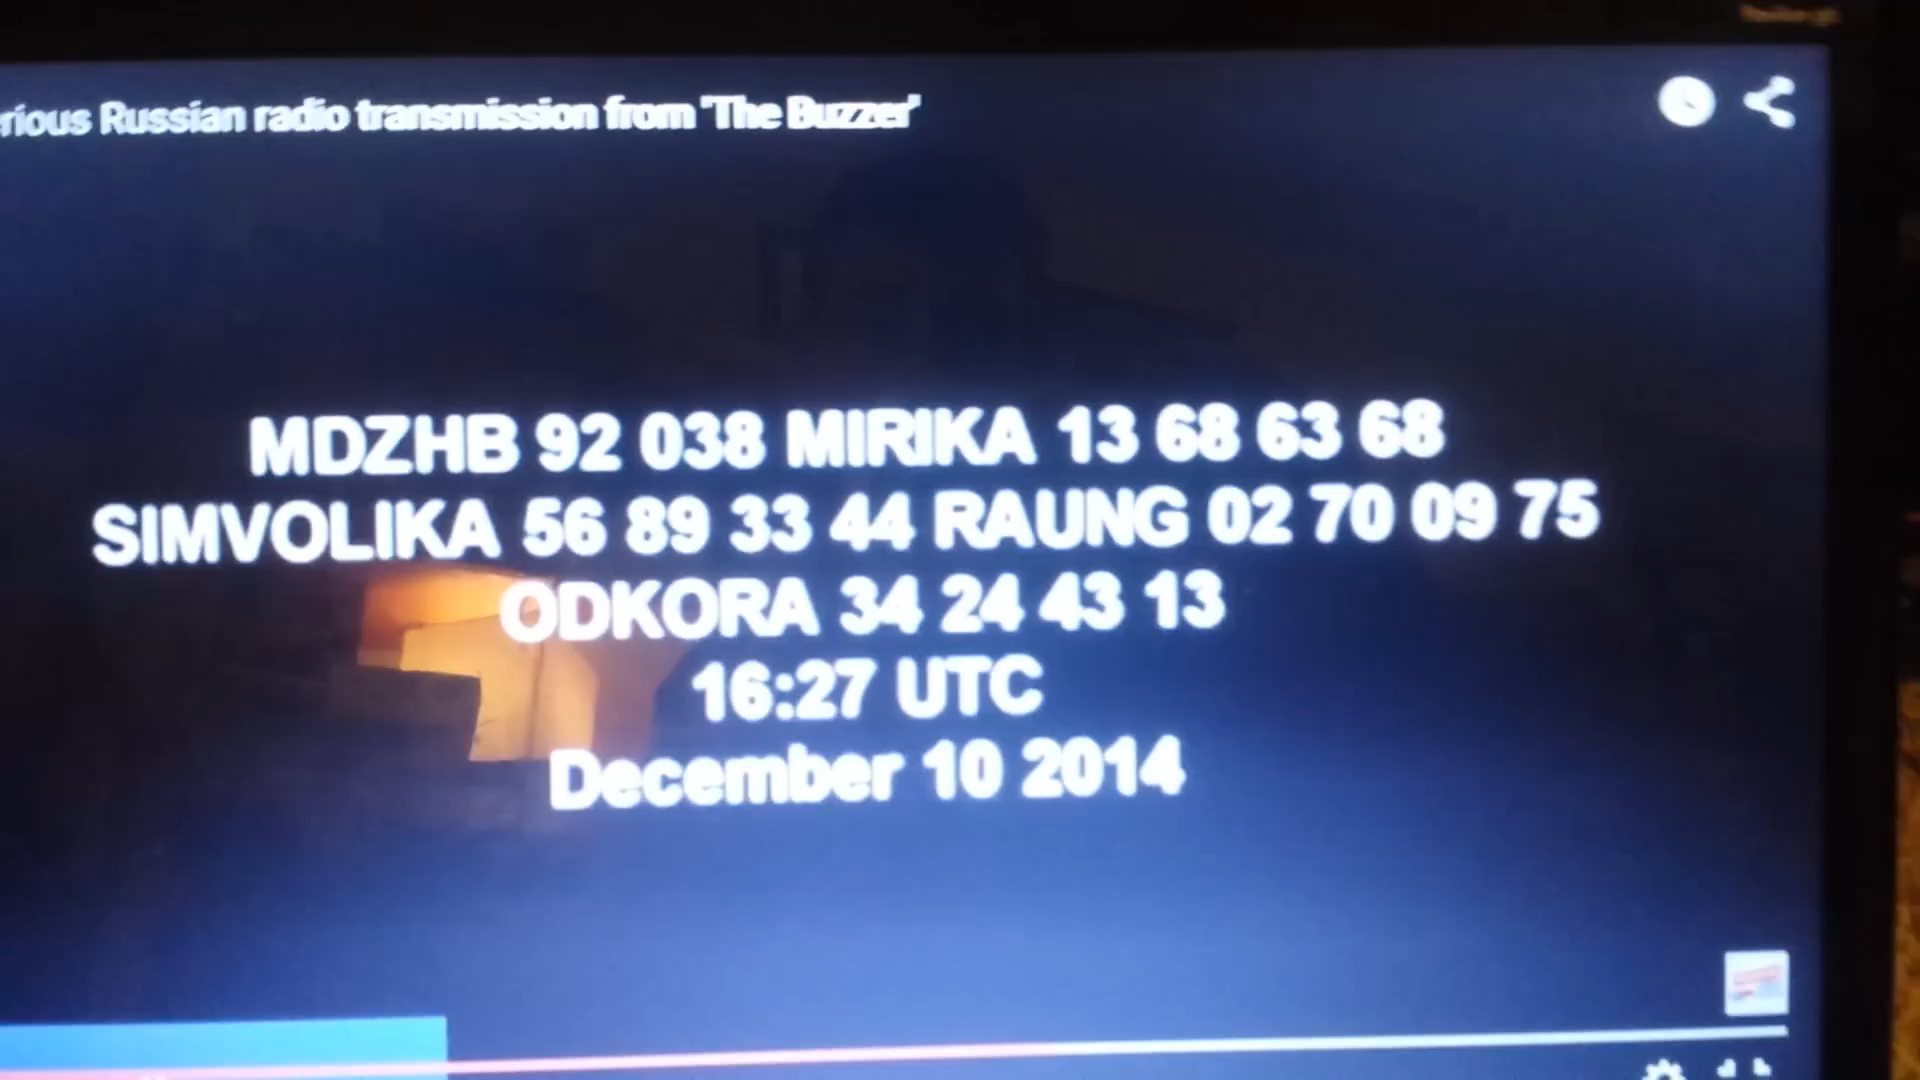 Russian radio transmission from 'The Buzzer'
MDZHB 92 038 MIRIKA 13 68 63 68
SIMVOLIKA 56 89 33 44 RAUNG 02 70 09 75
ODKORA 34 24 43 13
16:27 UTC
December 10 2014